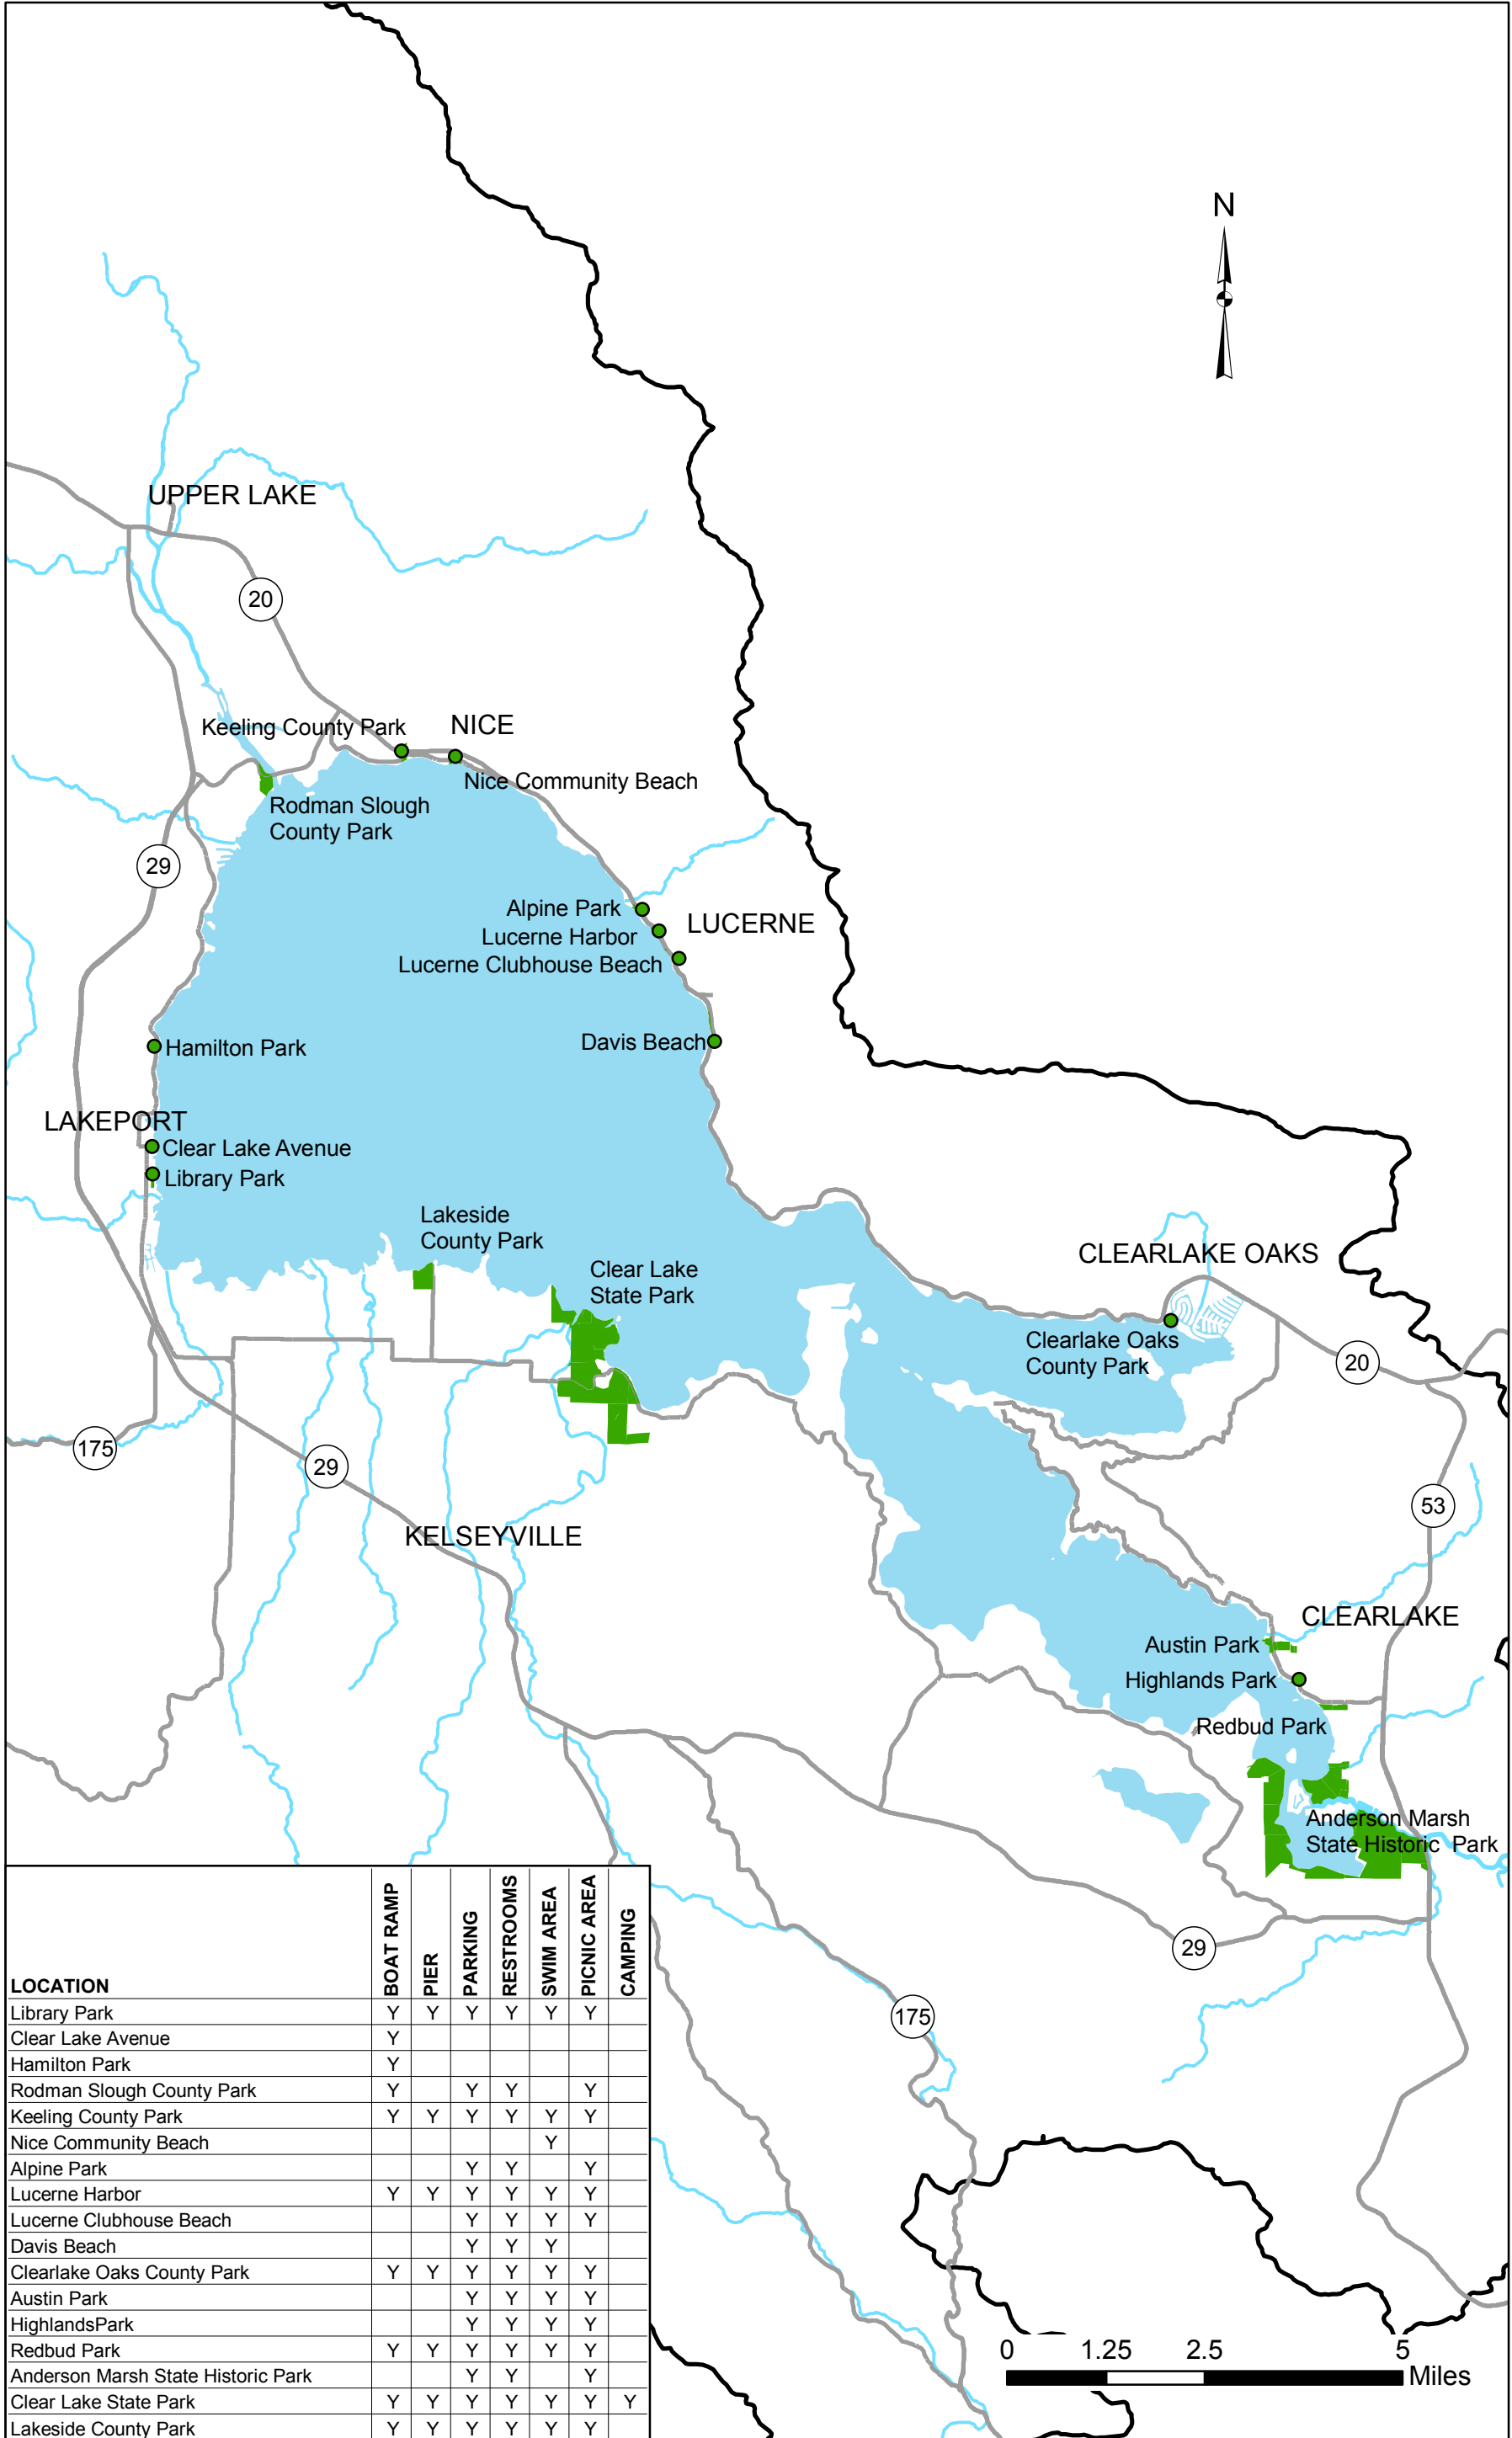 N
UPPER LAKE
20
Keeling County Park
NICE
Nice Community Beach
Rodman Slough
County Park
29
Alpine Park
LUCERNE
Lucerne Harbor
Lucerne Clubhouse Beach
Hamilton Park
Davis Beach
LAKEPORT
Clear Lake Avenue
Library Park
Lakeside
County Park
CLEARLAKE OAKS
Clear Lake
State Park
Clearlake Oaks
County Park
20
175
29
53
KELSEYVILLE
CLEARLAKE
Austin Park
Highlands Park
Redbud Park
Anderson Marsh
State Historic Park
29
175
LOCATION BOAT RAMP PIER PARKING RESTROOMS SWIM AREA PICNIC AREA CAMPING
Library Park Y Y Y Y Y Y
Clear Lake Avenue Y
Hamilton Park Y
Rodman Slough County Park Y Y Y Y
Keeling County Park Y Y Y Y Y Y
Nice Community Beach Y
Alpine Park Y Y Y
Lucerne Harbor Y Y Y Y Y Y
Lucerne Clubhouse Beach Y Y Y Y
Davis Beach Y Y Y
Clearlake Oaks County Park Y Y Y Y Y Y
Austin Park Y Y Y Y
HighlandsPark Y Y Y Y
Redbud Park Y Y Y Y Y Y
Anderson Marsh State Historic Park Y Y Y
Clear Lake State Park Y Y Y Y Y Y Y
Lakeside County Park Y Y Y Y Y Y
0 1.25 2.5 5
Miles